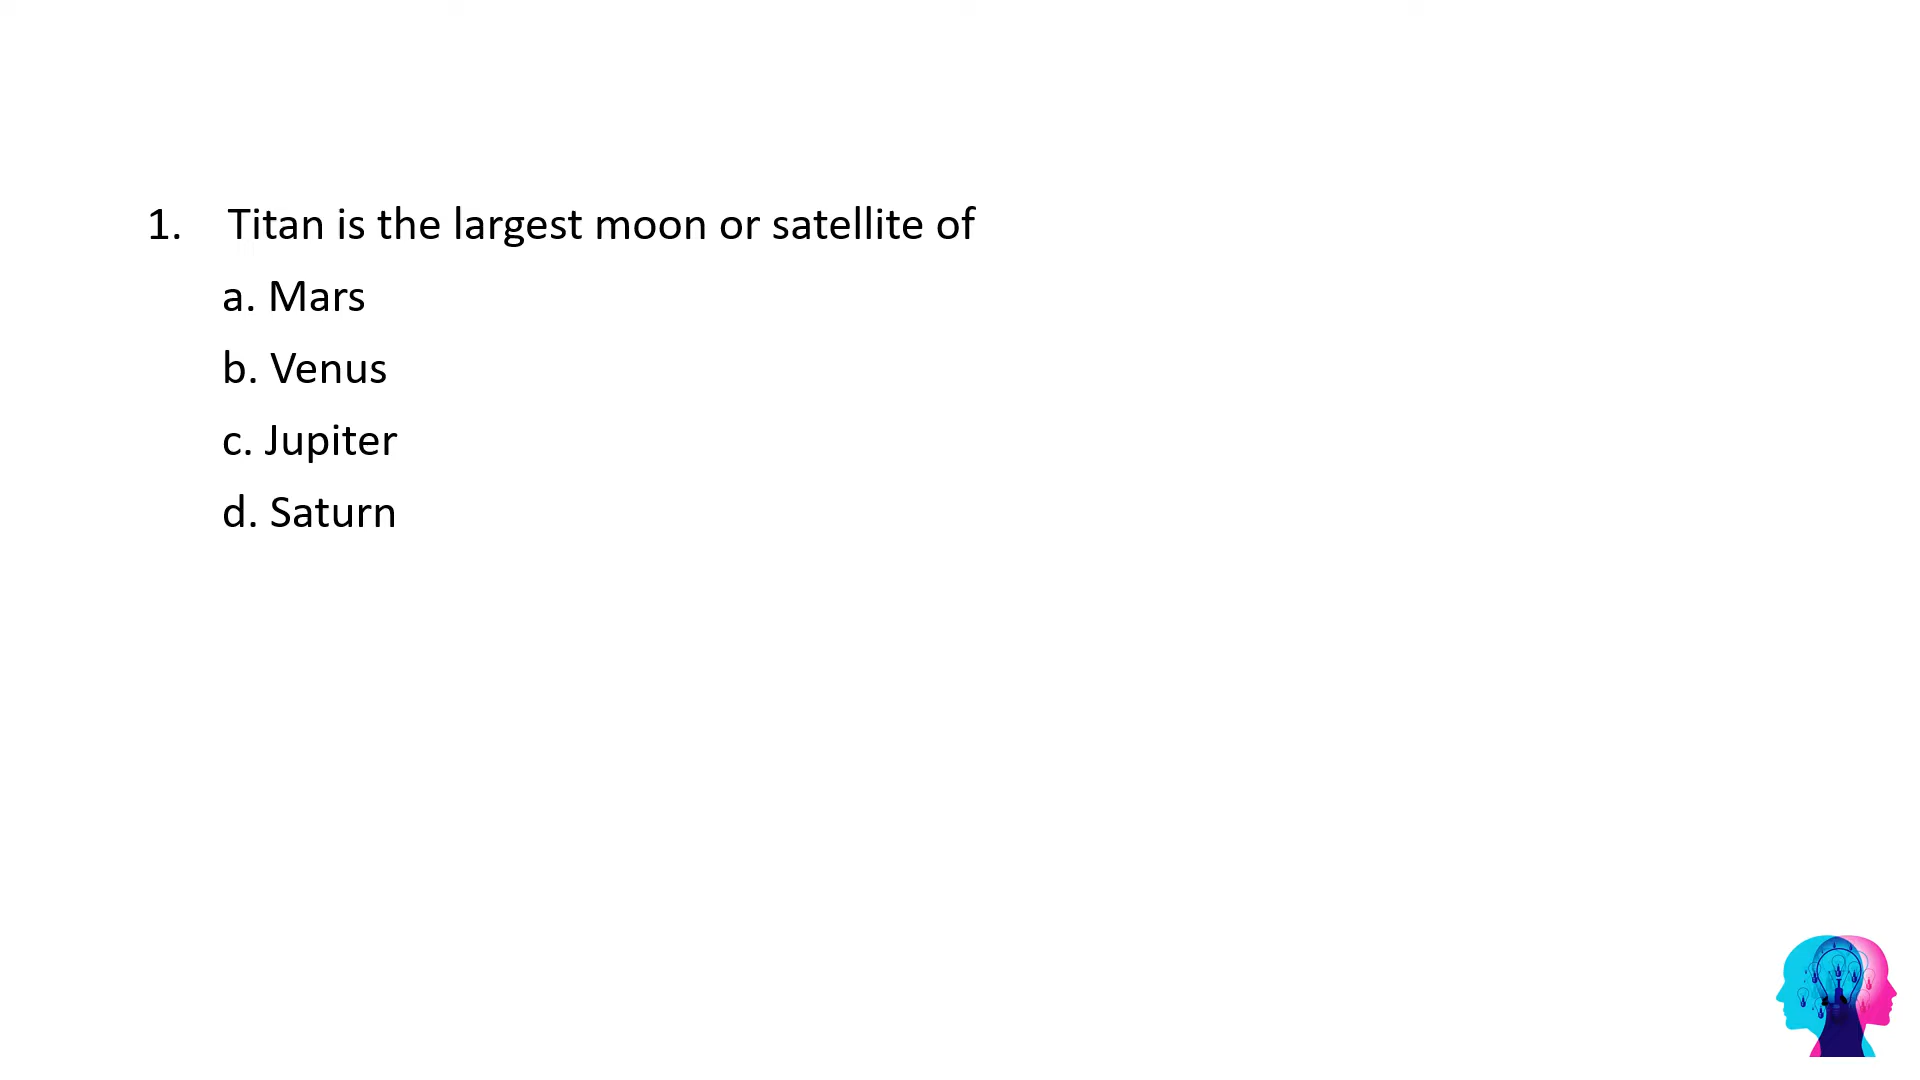 1. Titan is the largest moon or satellite of
a. Mars
b. Venus
c. Jupiter
d. Saturn